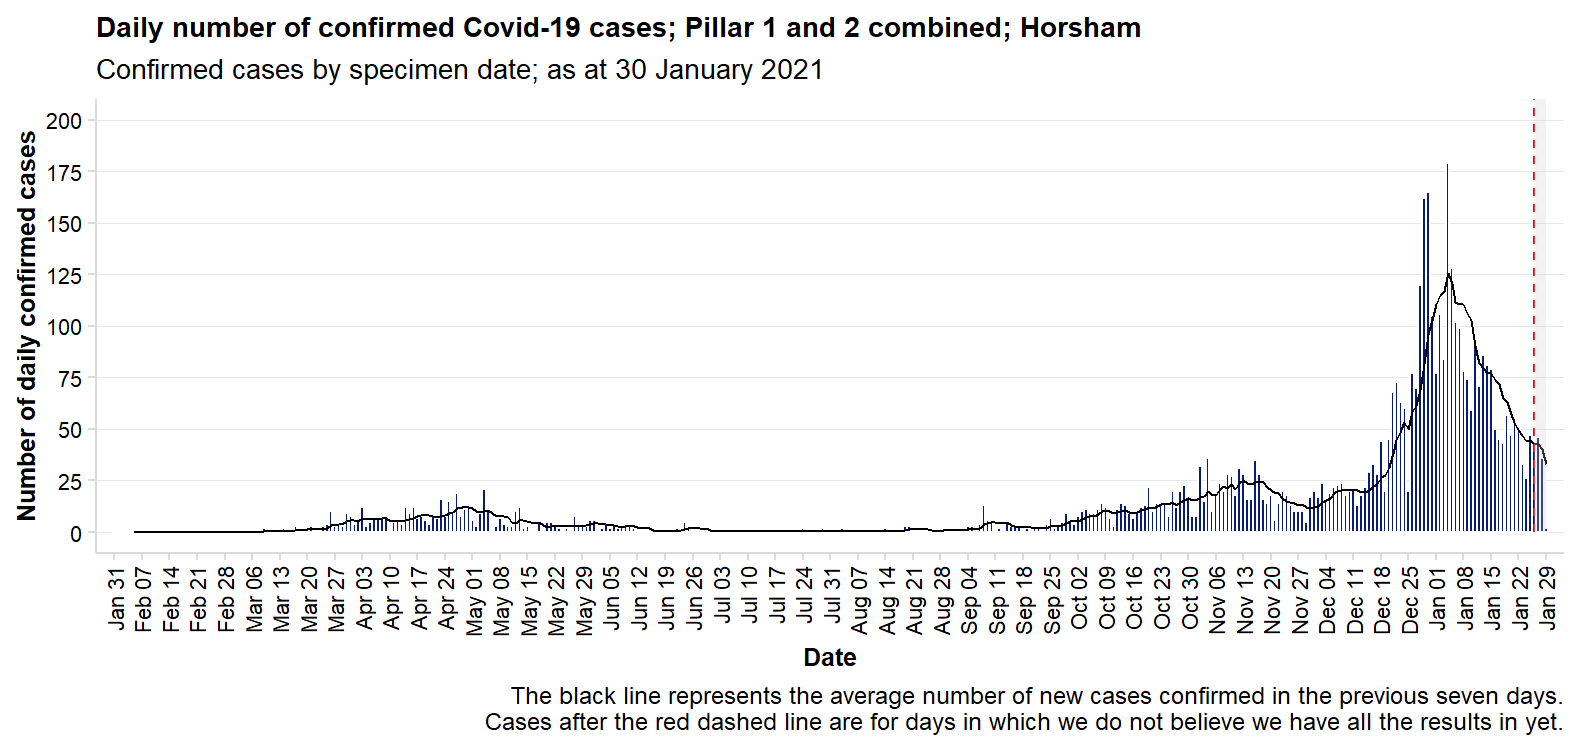 Daily number of confirmed Covid-19 cases; Pillar 1 and 2 combined; Horsham
Confirmed cases by specimen date; as at 30 January 2021
Number of daily confirmed cases
200
175
150
125
100
75
50
25
0
Jan 31
Feb 07
Feb 14
Feb 21
Feb 28
Mar 06
Mar 13
Mar 20
Mar 27
Apr 03
Apr 10
Apr 17
Apr 24
May 01
May 08
May 15
May 22
May 29
Jun 05
Jun 12
Jun 19
Jun 26
Jul 03
Jul 10
Jul 17
Jul 24
Jul 31
Aug 07
Aug 14
Aug 21
Aug 28
Sep 04
Sep 11
Sep 18
Sep 25
Oct 02
Oct 09
Oct 16
Oct 23
Oct 30
Nov 06
Nov 13
Nov 20
Nov 27
Dec 04
Dec 11
Dec 18
Dec 25
Jan 01
Jan 08
Jan 15
Jan 22
Jan 29
Date
The black line represents the average number of new cases confirmed in the previous seven days.
Cases after the red dashed line are for days in which we do not believe we have all the results in yet.